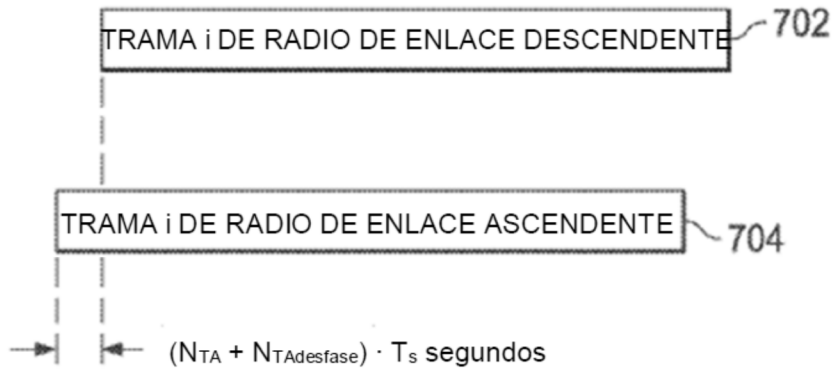 TRAMA i DE RADIO DE ENLACE DESCENDENTE 702
TRAMA i DE RADIO DE ENLACE ASCENDENTE 704
(NTA + NTAdesfase) · Ts segundos